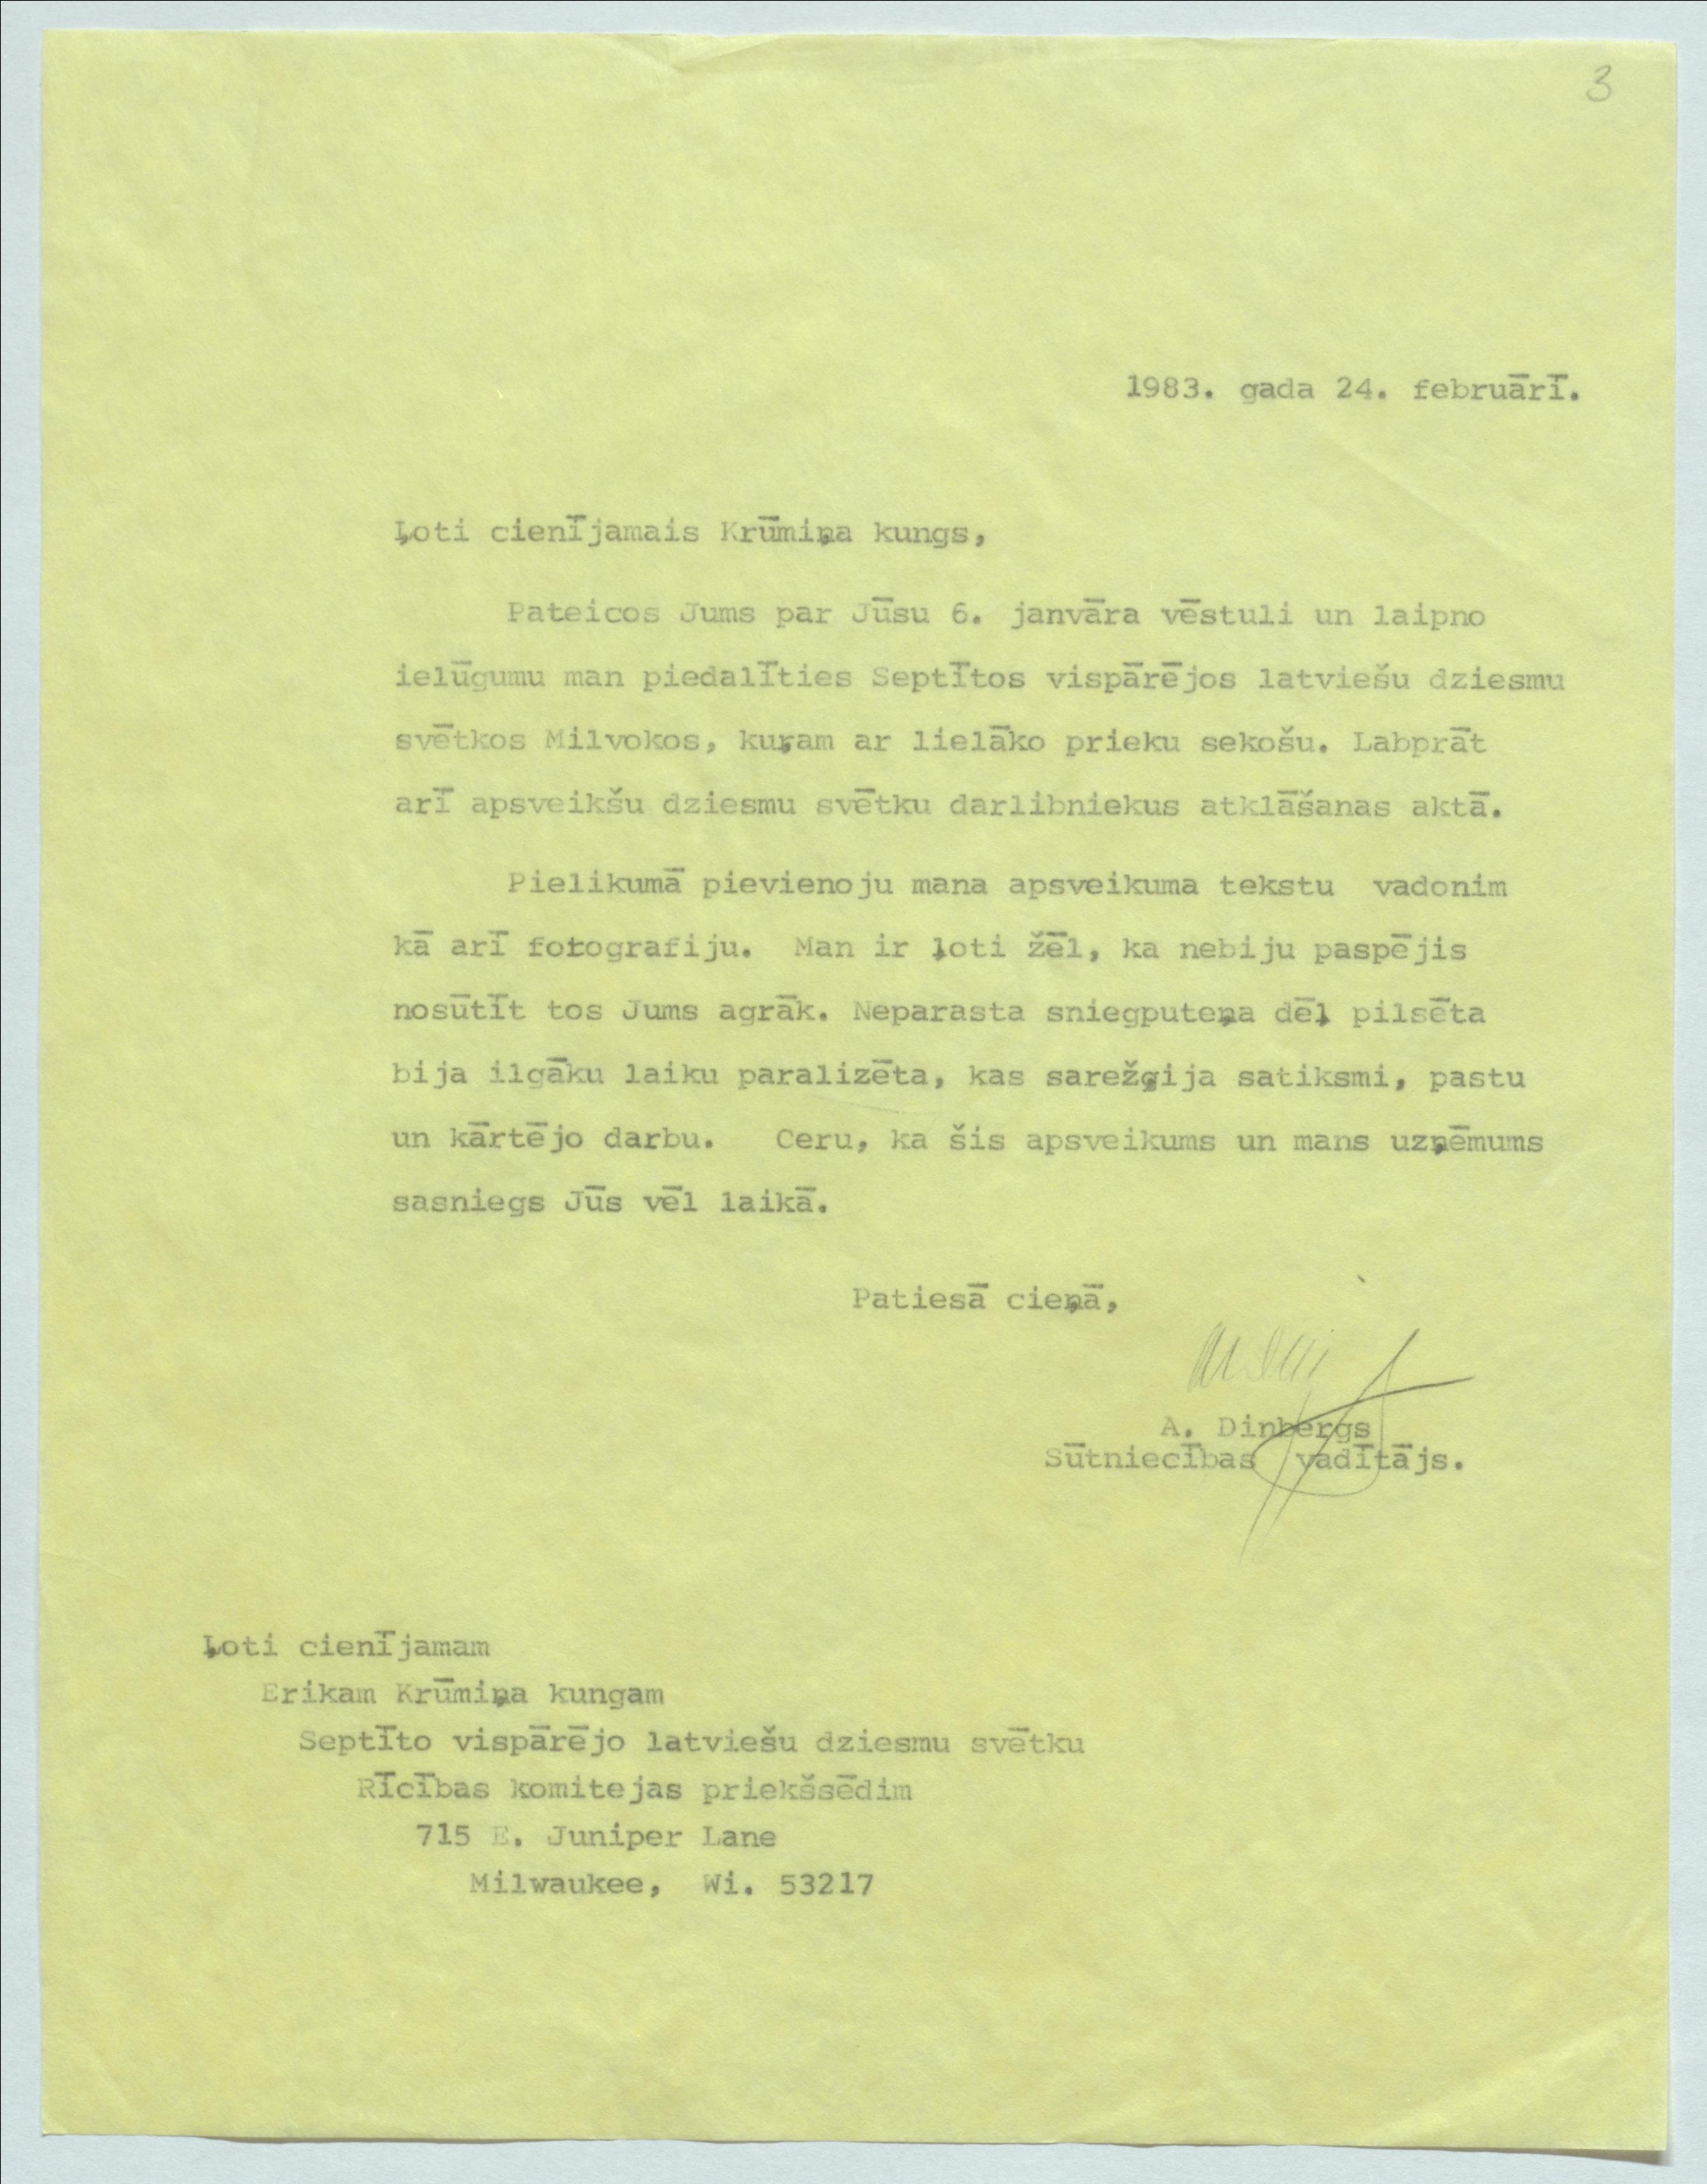 3
1983. gada 24. februārī.
Ļoti cienījamais Krūmiņa kungs,
Pateicos Jums par Jūsu 6. janvāra vēstuli un laipno
ielūgumu man piedalīties Septītos vispārējos latviešu dziesmu
svētkos Milvokos, kuŗam ar lielāko prieku sekošu. Labprāt
arī apsveikšu dziesmu svētku darlibniekus atklāšanas aktā.
Pielikumā pievienoju mana apsveikuma tekstu vadonim
kā arī fotografiju. Man ir ļoti žēl, ka nebiju paspējis
nosūtīt tos Jums agrāk. Neparasta sniegputeņa dēļ pilsēta
bija ilgāku laiku paralizēta, kas sarežģija satiksmi, pastu
un kārtējo darbu. Ceru, ka šis apsveikums un mans uzņēmums
sasniegs Jūs vēl laikā.
Patiesā cieņā,
A. Dinbergs
Sūtniecības vadītājs.
Ļoti cienījamam
Erikam Krūmiņa kungam
Septīto vispārējo latviešu dziesmu svētku
Rīcības komitejas priekšsēdim
715 E. Juniper Lane
Milwaukee, Wi. 53217